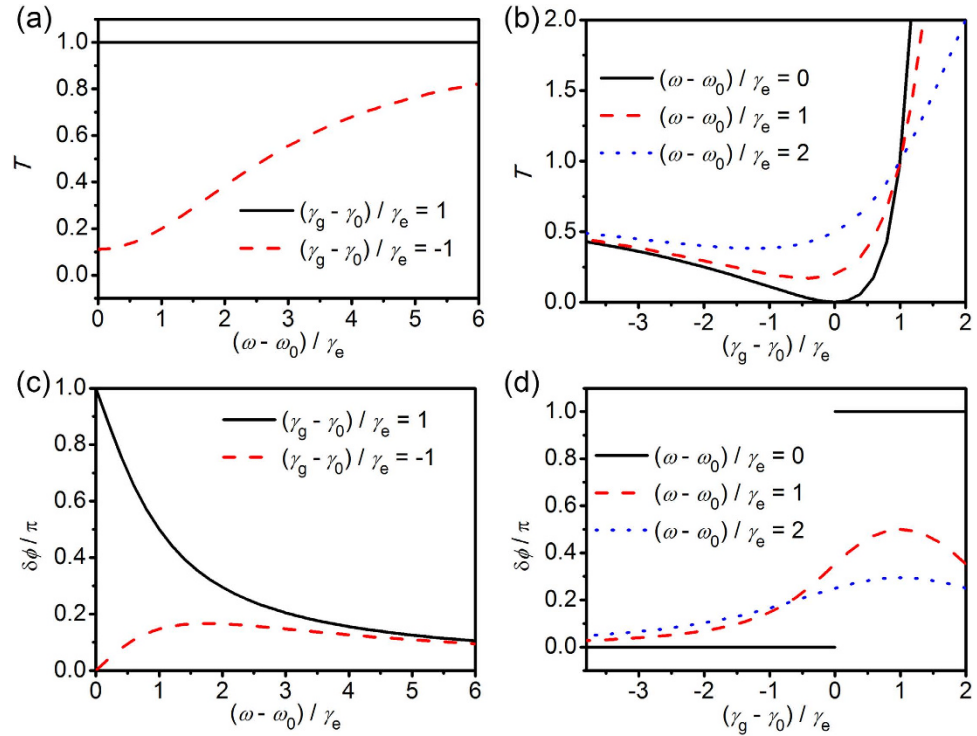 (a)
1.0
0.8
0.6
0.4
0.2
0.0
T
(γg - γ0) / γe = 1
(γg - γ0) / γe = -1
0 1 2 3 4 5 6
(ω - ω0) / γe
(b)
2.0
1.5
1.0
0.5
0.0
T
(ω - ω0) / γe = 0
(ω - ω0) / γe = 1
(ω - ω0) / γe = 2
-3 -2 -1 0 1 2
(γg - γ0) / γe
(c)
1.0
0.8
0.6
0.4
0.2
0.0
δϕ / π
(γg - γ0) / γe = 1
(γg - γ0) / γe = -1
0 1 2 3 4 5 6
(ω - ω0) / γe
(d)
1.0
0.8
0.6
0.4
0.2
0.0
δϕ / π
(ω - ω0) / γe = 0
(ω - ω0) / γe = 1
(ω - ω0) / γe = 2
-3 -2 -1 0 1 2
(γg - γ0) / γe